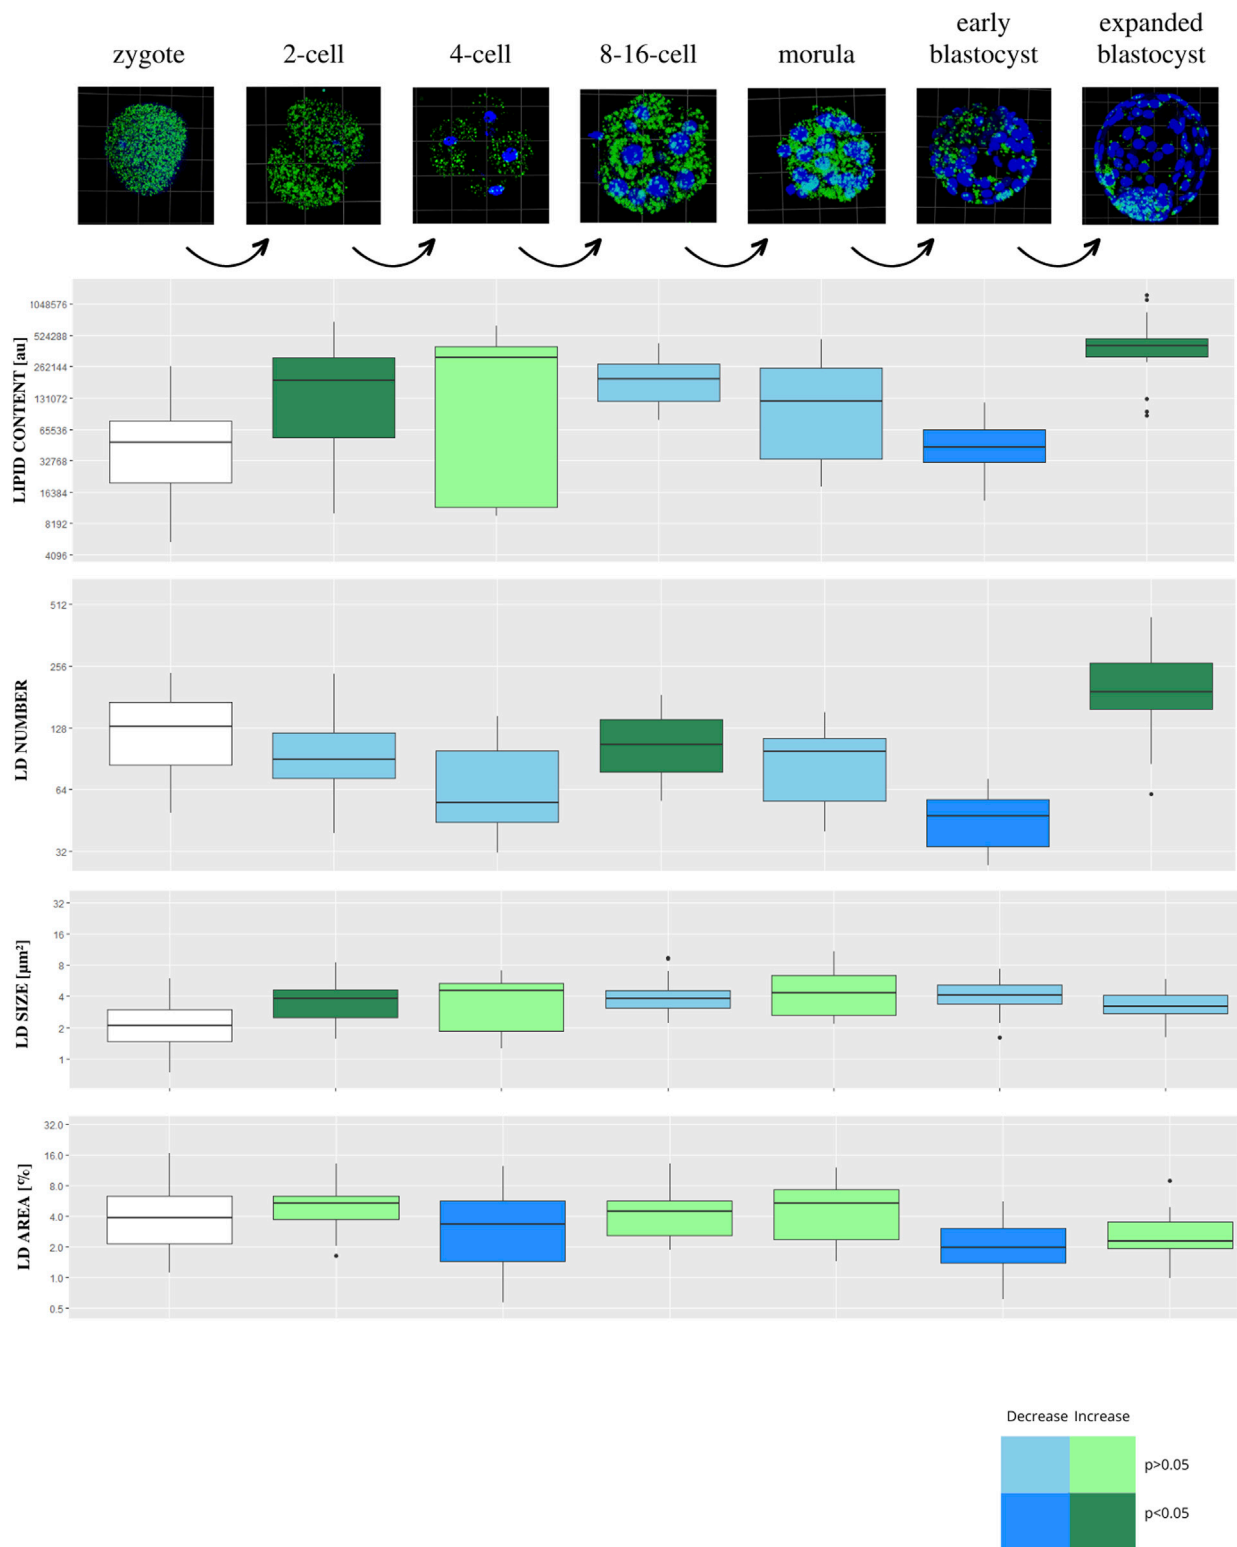 zygote
2-cell
4-cell
8-16-cell
morula
early
blastocyst
expanded
blastocyst
LIPID CONTENT [au]
1048576
524288
262144
131072
65536
32768
16384
8192
4096
LD NUMBER
512
256
128
64
32
LD SIZE [µm²]
32
16
8
4
2
1
LD AREA [%]
32.0
16.0
8.0
4.0
2.0
1.0
0.5
Decrease Increase
p>0.05
p<0.05